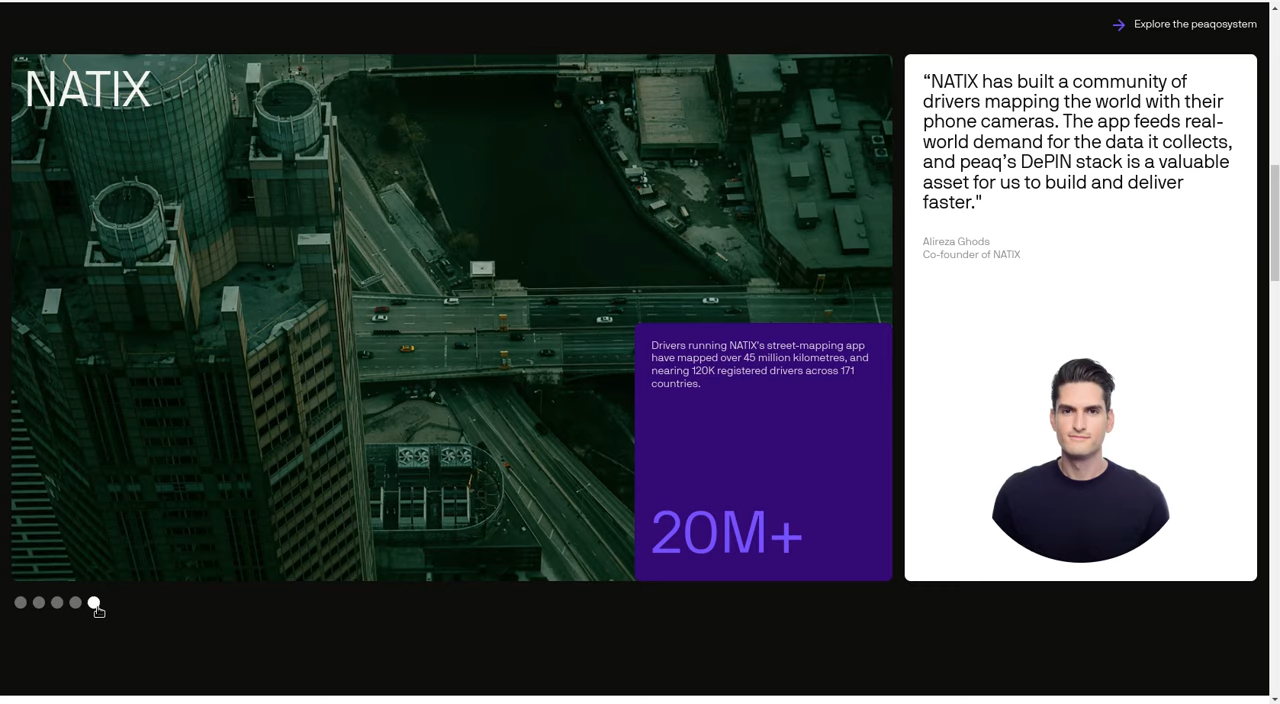 Explore the peaqosystem
NATIX
“NATIX has built a community of
drivers mapping the world with their
phone cameras. The app feeds real-
world demand for the data it collects,
and peaq's DePIN stack is a valuable
asset for us to build and deliver
faster."
Alireza Ghods
Co-founder of NATIX
Drivers running NATIX's street-mapping app
have mapped over 45 million kilometres, and
nearing 120K registered drivers across 171
countries.
20M+